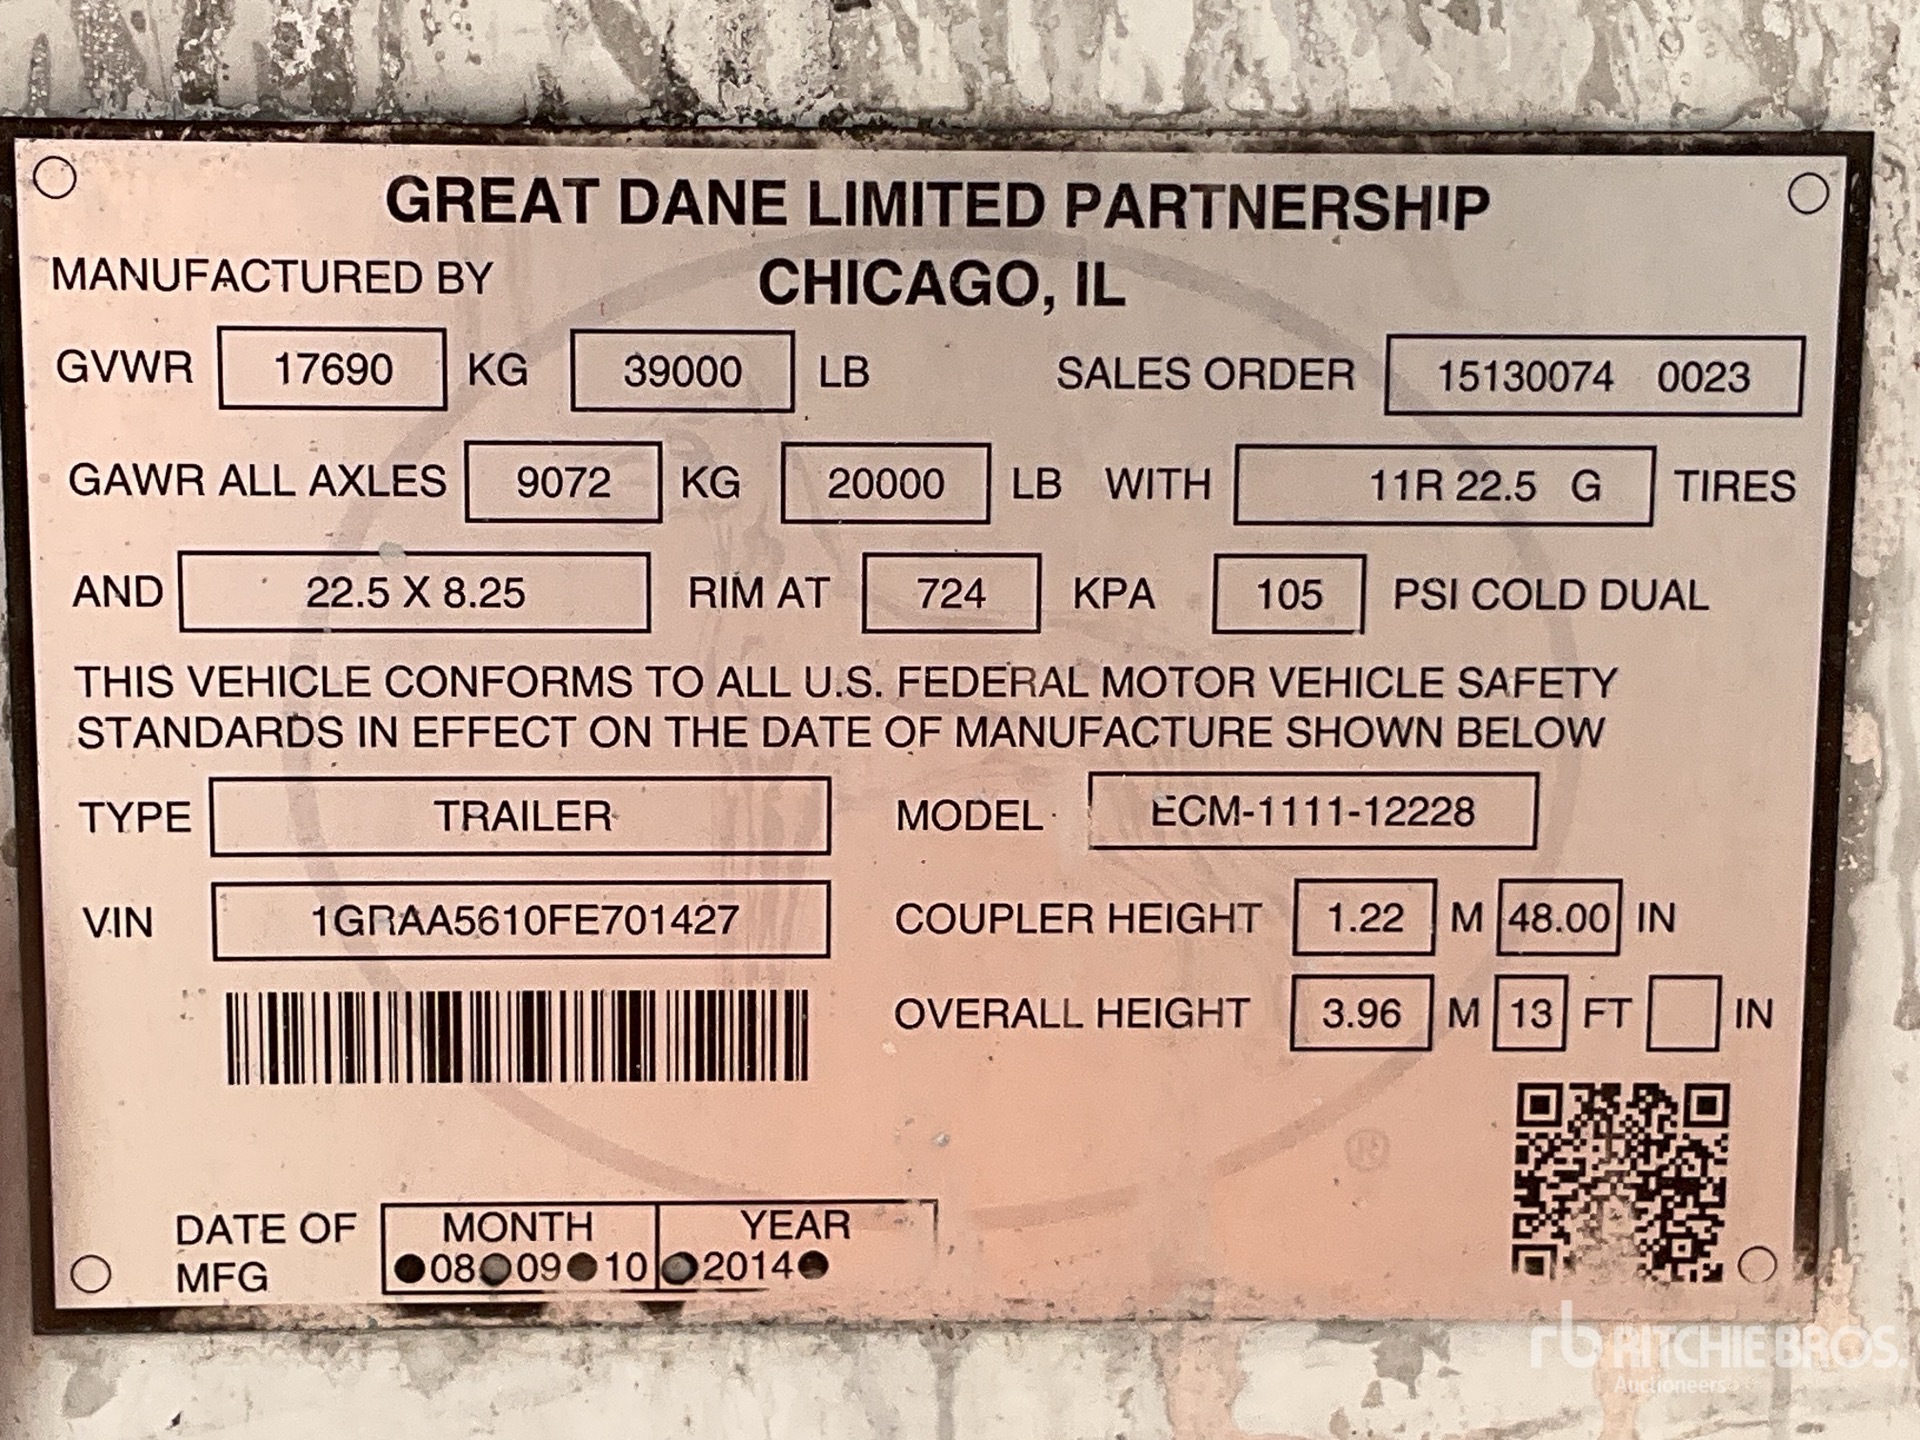 GREAT DANE LIMITED PARTNERSHIP
MANUFACTURED BY CHICAGO, IL
GVWR 17690 KG 39000 LB SALES ORDER 15130074 0023
GAWR ALL AXLES 9072 KG 20000 LB WITH 11R 22.5 G TIRES
AND 22.5 X 8.25 RIM AT 724 KPA 105 PSI COLD DUAL
THIS VEHICLE CONFORMS TO ALL U.S. FEDERAL MOTOR VEHICLE SAFETY
STANDARDS IN EFFECT ON THE DATE OF MANUFACTURE SHOWN BELOW
TYPE TRAILER MODEL ECM-1111-12228
VIN 1GRAA5610FE701427 COUPLER HEIGHT 1.22 M 48.00 IN
OVERALL HEIGHT 3.96 M 13 FT IN
®
DATE OF MONTH YEAR
MFG 08 09 10 2014
rb RITCHIE BROS.
Auctioneers